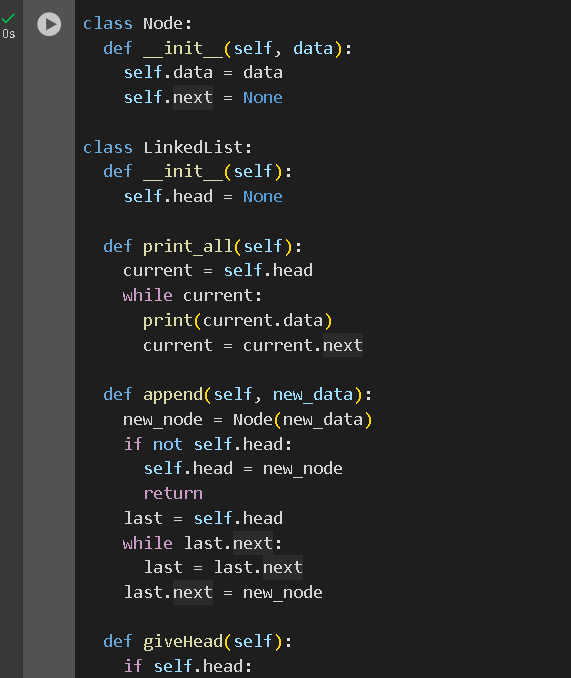 0s
class Node:
  def __init__(self, data):
    self.data = data
    self.next = None

class LinkedList:
  def __init__(self):
    self.head = None

  def print_all(self):
    current = self.head
    while current:
      print(current.data)
      current = current.next

  def append(self, new_data):
    new_node = Node(new_data)
    if not self.head:
      self.head = new_node
      return
    last = self.head
    while last.next:
      last = last.next
    last.next = new_node

  def giveHead(self):
    if self.head: